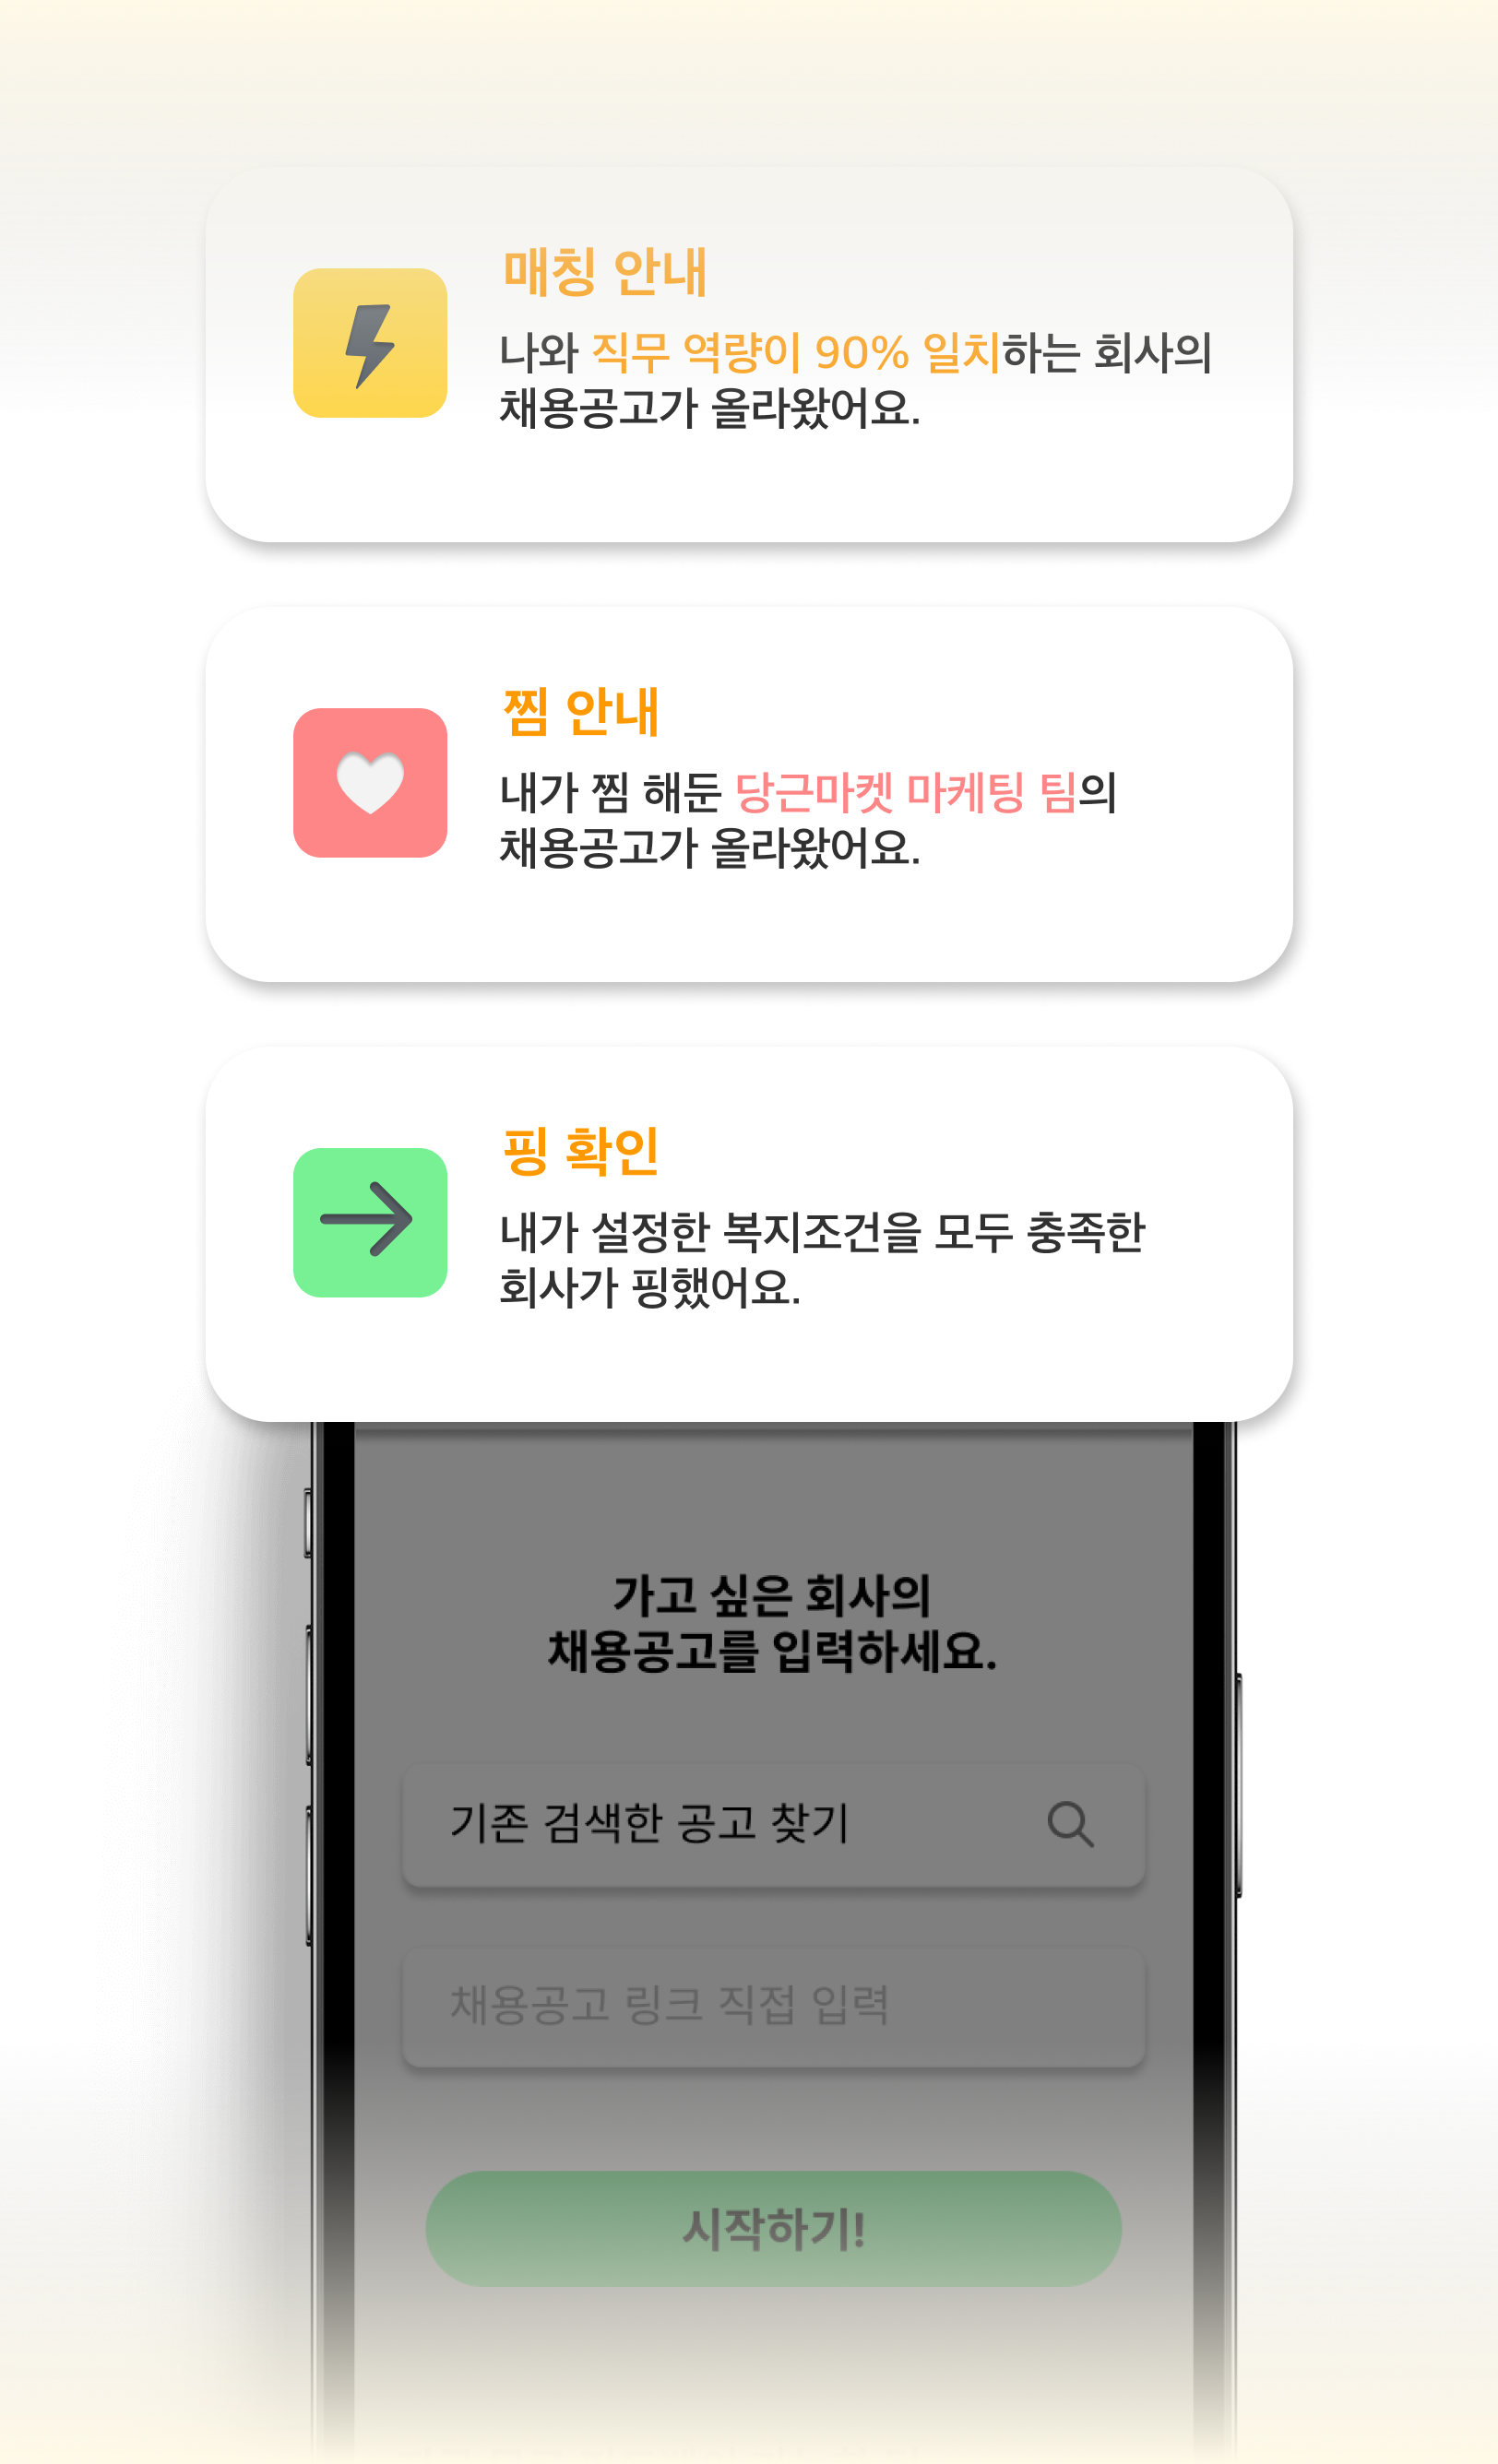 매칭 안내
나와 직무 역량이 90% 일치하는 회사의
채용공고가 올라왔어요.
찜 안내
내가 찜 해둔 당근마켓 마케팅 팀의
채용공고가 올라왔어요.
핑 확인
내가 설정한 복지조건을 모두 충족한
회사가 핑했어요.
가고 싶은 회사의
채용공고를 입력하세요.
기존 검색한 공고 찾기
채용공고 링크 직접 입력
시작하기!